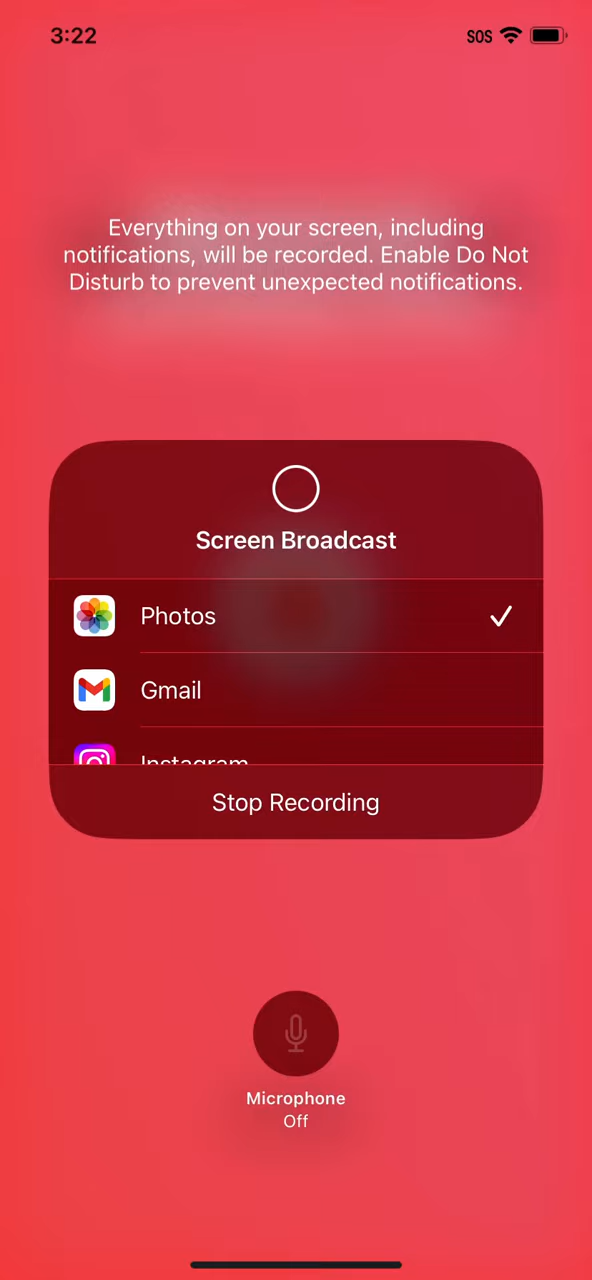 3:22
SOS
Everything on your screen, including
notifications, will be recorded. Enable Do Not
Disturb to prevent unexpected notifications.
Screen Broadcast
Photos
Gmail
Instagram
Stop Recording
Microphone
Off